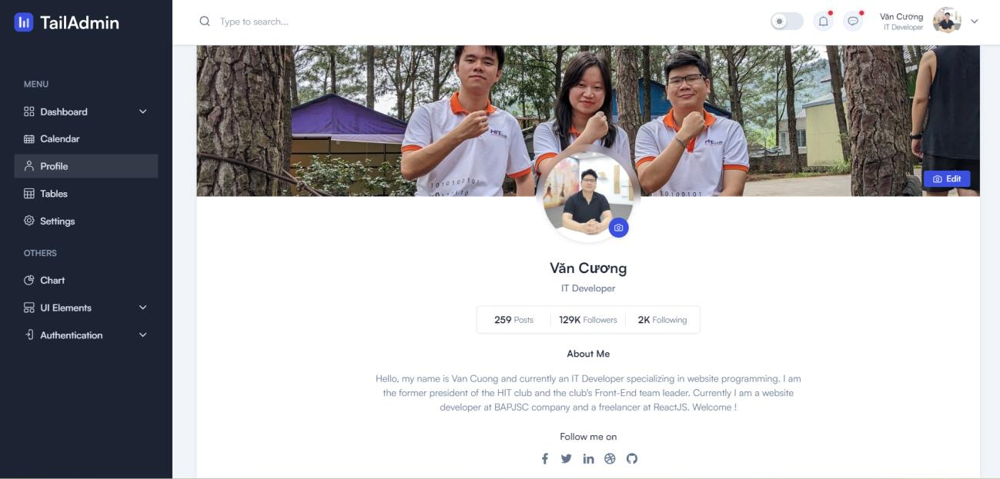 TailAdmin
Type to search...
Văn Cương
IT Developer
MENU
Dashboard
Calendar
Profile
Tables
Settings
OTHERS
Chart
UI Elements
Authentication
HIT
1010100101
Edit
Văn Cương
IT Developer
259 Posts 129K Followers 2K Following
About Me
Hello, my name is Van Cuong and currently an IT Developer specializing in website programming. I am
the former president of the HIT club and the club's Front-End team leader. Currently I am a website
developer at BAPJSC company and a freelancer at ReactJS. Welcome !
Follow me on